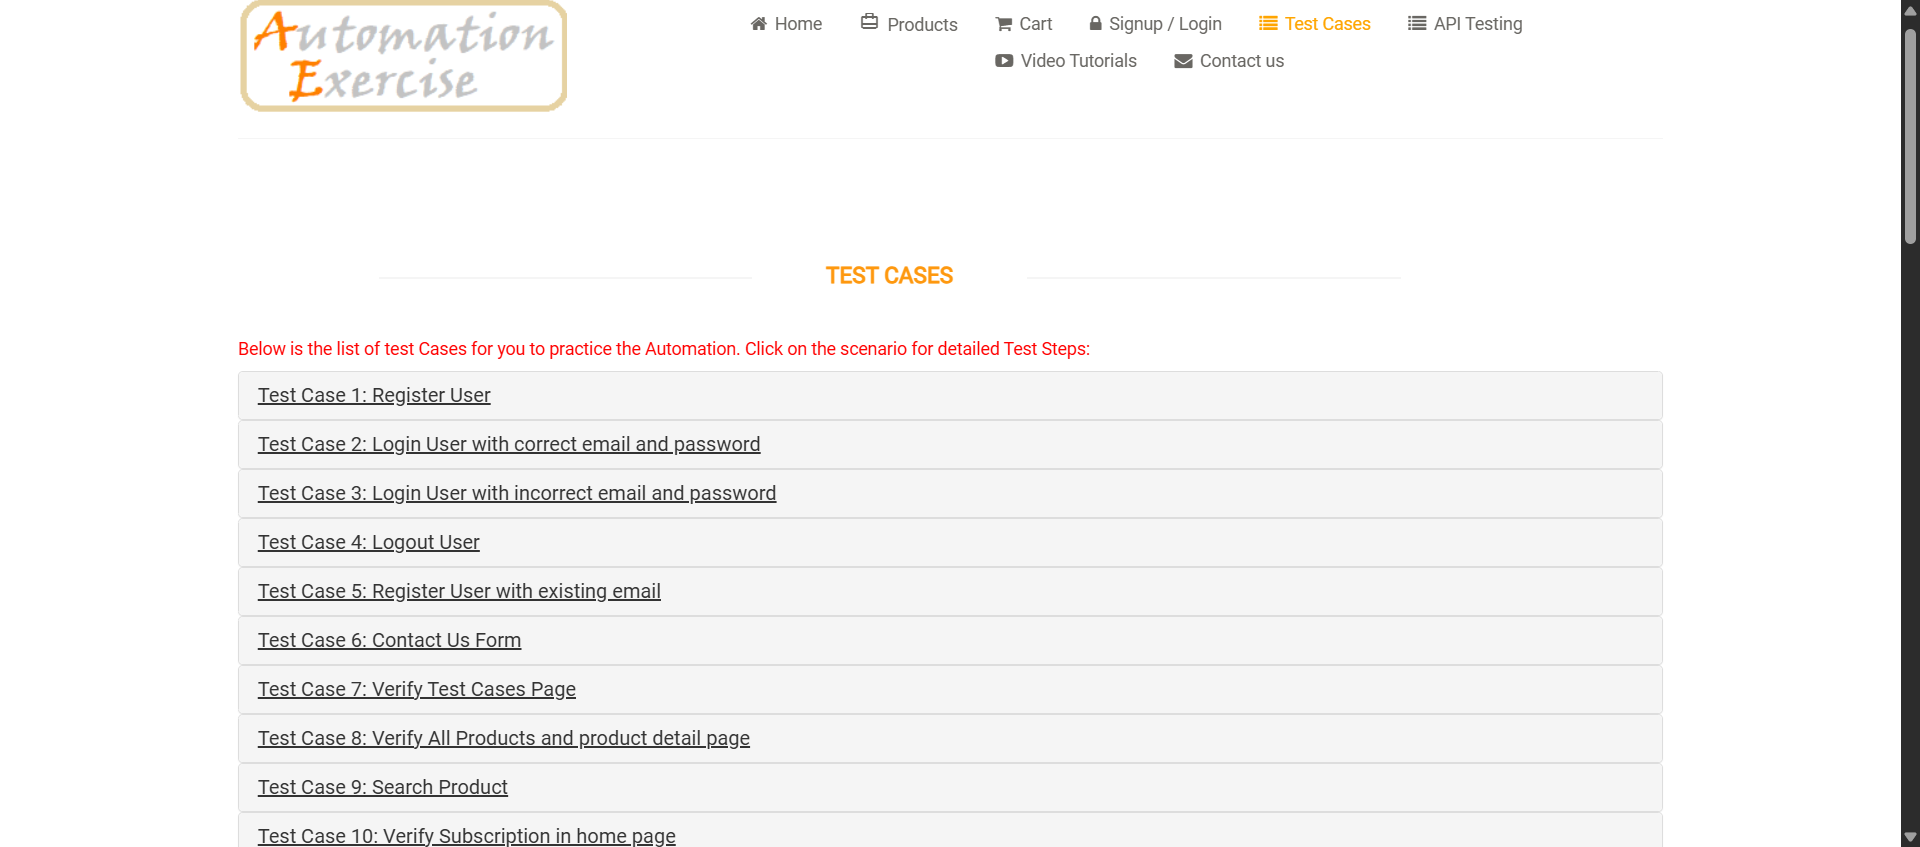 Automation
Exercise
Home Products Cart Signup / Login Test Cases API Testing
Video Tutorials Contact us
TEST CASES
Below is the list of test Cases for you to practice the Automation. Click on the scenario for detailed Test Steps:
Test Case 1: Register User
Test Case 2: Login User with correct email and password
Test Case 3: Login User with incorrect email and password
Test Case 4: Logout User
Test Case 5: Register User with existing email
Test Case 6: Contact Us Form
Test Case 7: Verify Test Cases Page
Test Case 8: Verify All Products and product detail page
Test Case 9: Search Product
Test Case 10: Verify Subscription in home page